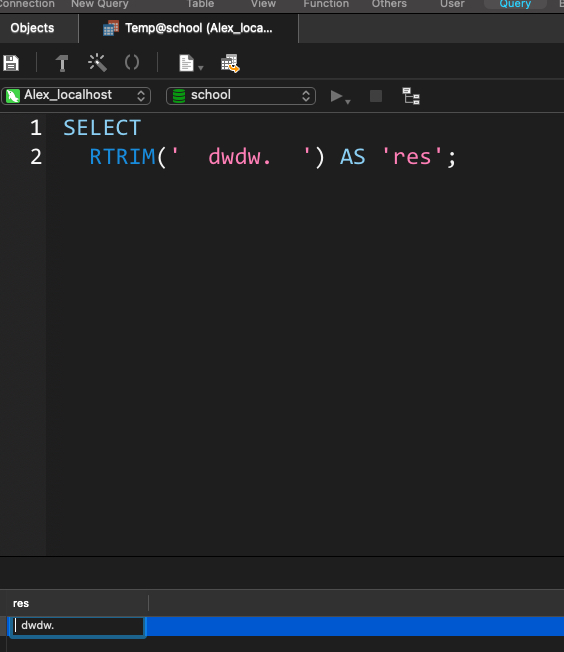 onnection New Query Table View Function Others User Query
Objects Temp@school (Alex_loca...
Alex_localhost school
1 SELECT
2 RTRIM('  dwdw.  ') AS 'res';
res
dwdw.